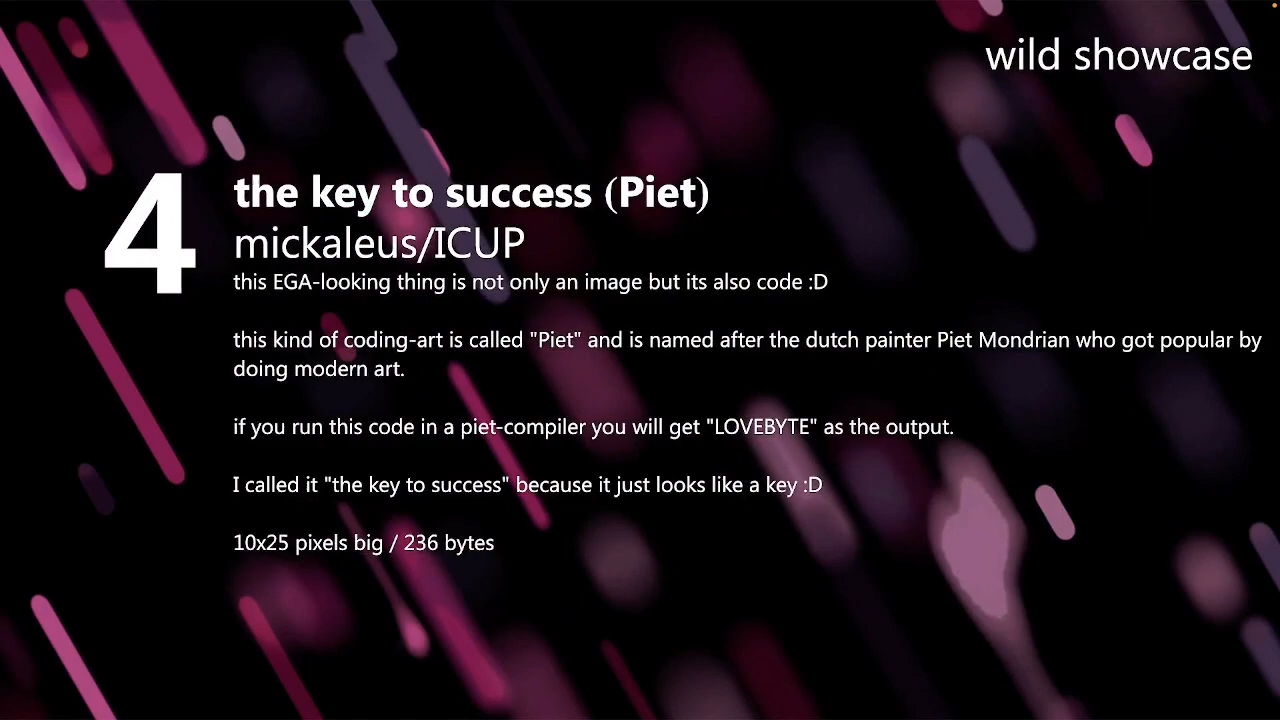 wild showcase
4
the key to success (Piet)
mickaleus/ICUP
this EGA-looking thing is not only an image but its also code :D
this kind of coding-art is called "Piet" and is named after the dutch painter Piet Mondrian who got popular by
doing modern art.
if you run this code in a piet-compiler you will get "LOVEBYTE" as the output.
I called it "the key to success" because it just looks like a key :D
10x25 pixels big / 236 bytes